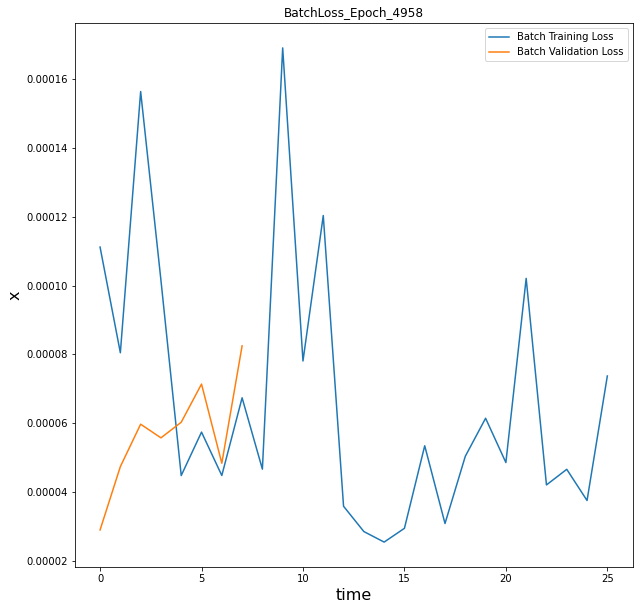 BatchLoss_Epoch_4958
Batch Training Loss
Batch Validation Loss
0.00016
0.00014
0.00012
0.00010
0.00008
0.00006
0.00004
0.00002
x
0 5 10 15 20 25
time